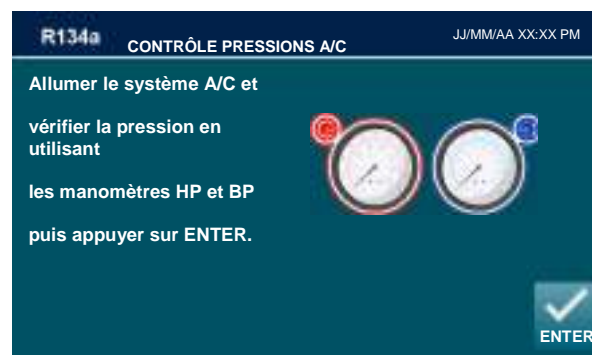 R134a CONTRÔLE PRESSIONS A/C JJ/MM/AA XX:XX PM
Allumer le système A/C et
vérifier la pression en
utilisant
les manomètres HP et BP
puis appuyer sur ENTER.
ENTER